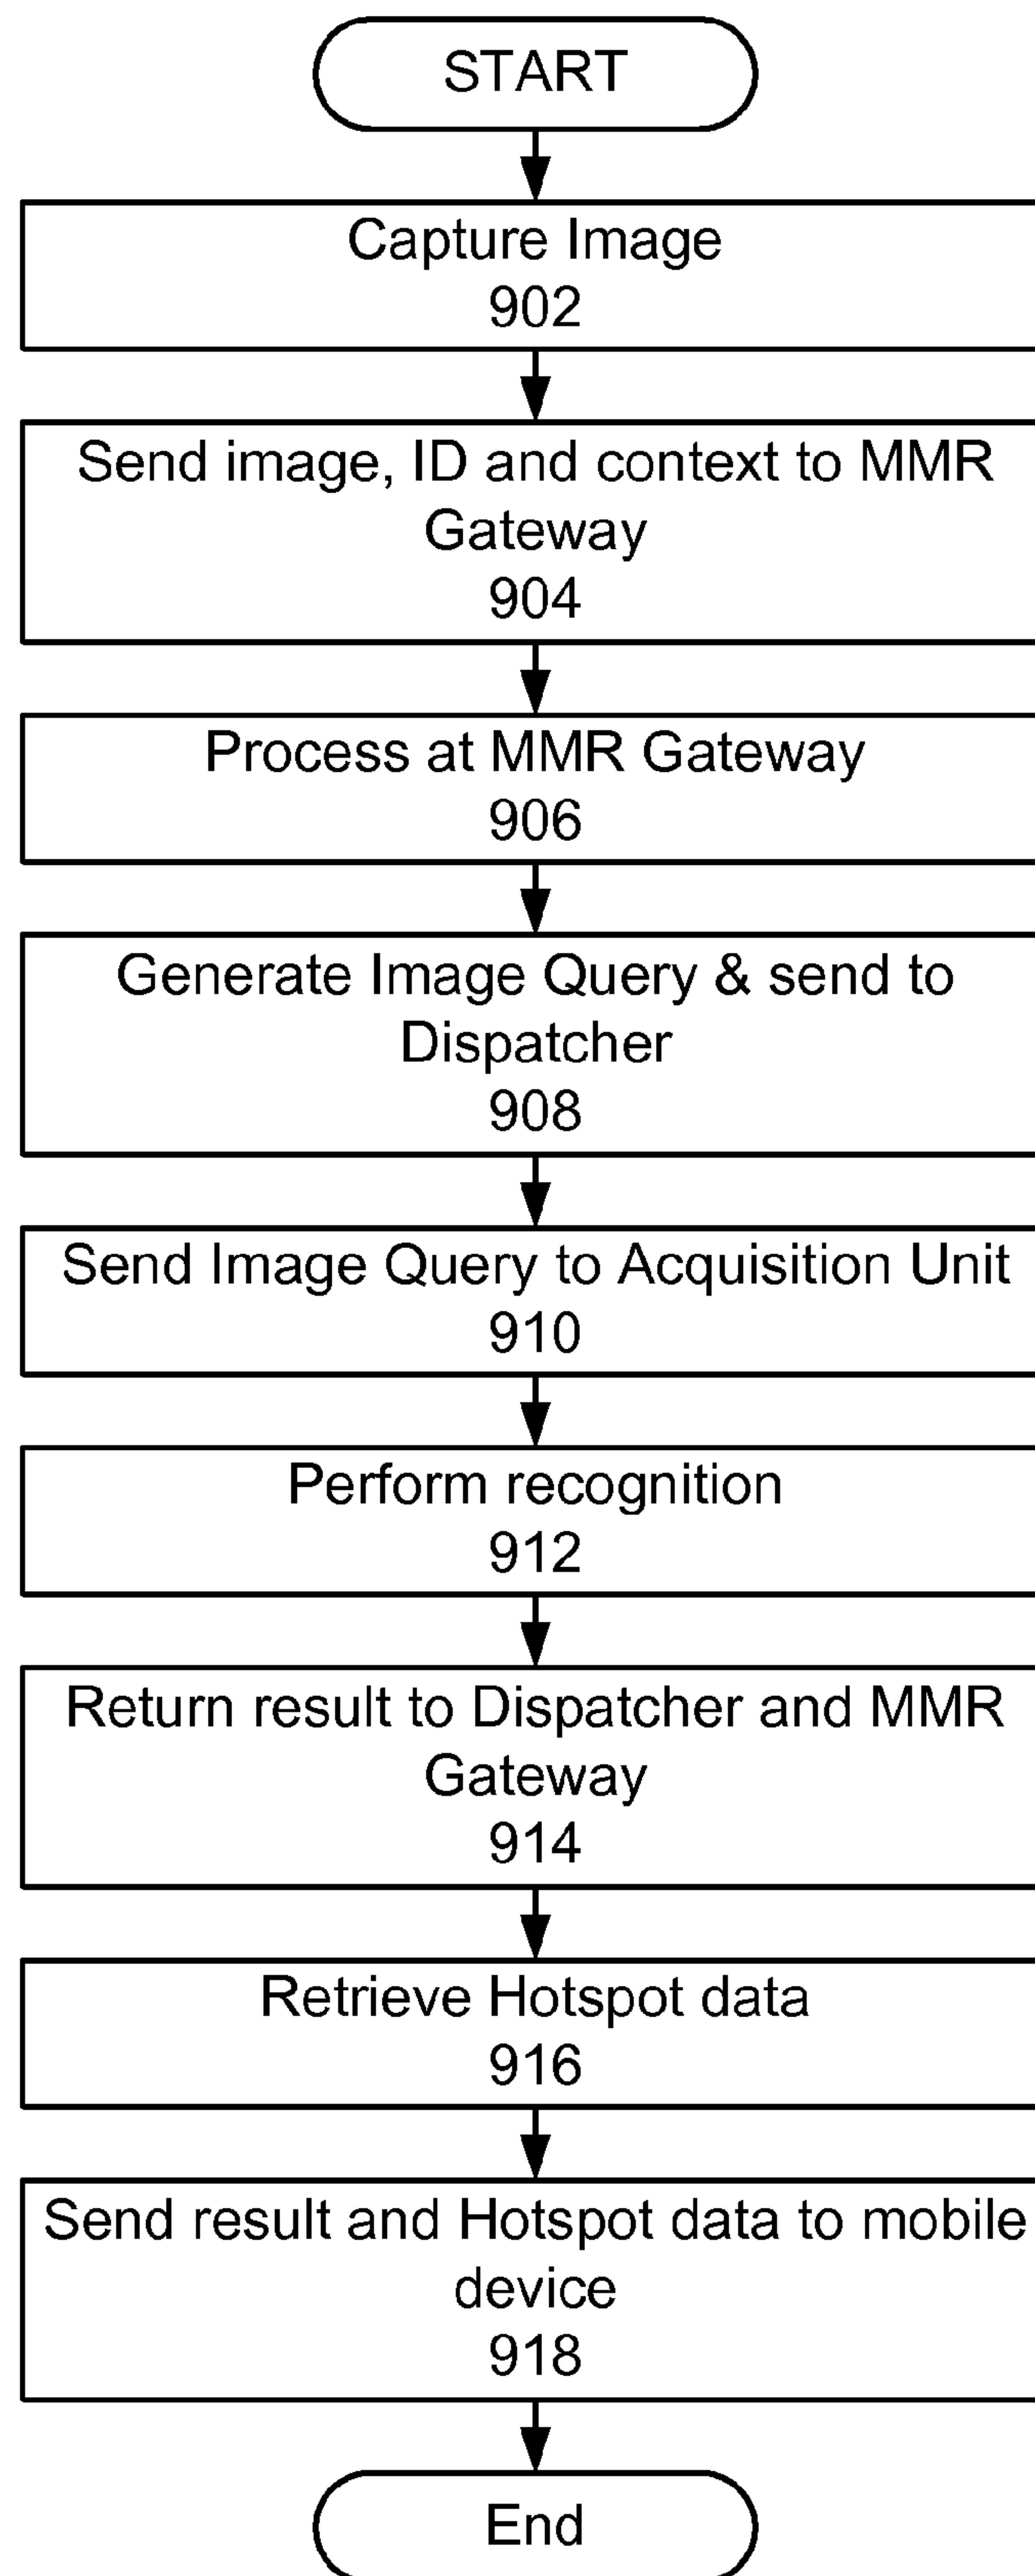 START
Capture Image
902
Send image, ID and context to MMR
Gateway
904
Process at MMR Gateway
906
Generate Image Query & send to
Dispatcher
908
Send Image Query to Acquisition Unit
910
Perform recognition
912
Return result to Dispatcher and MMR
Gateway
914
Retrieve Hotspot data
916
Send result and Hotspot data to mobile
device
918
End